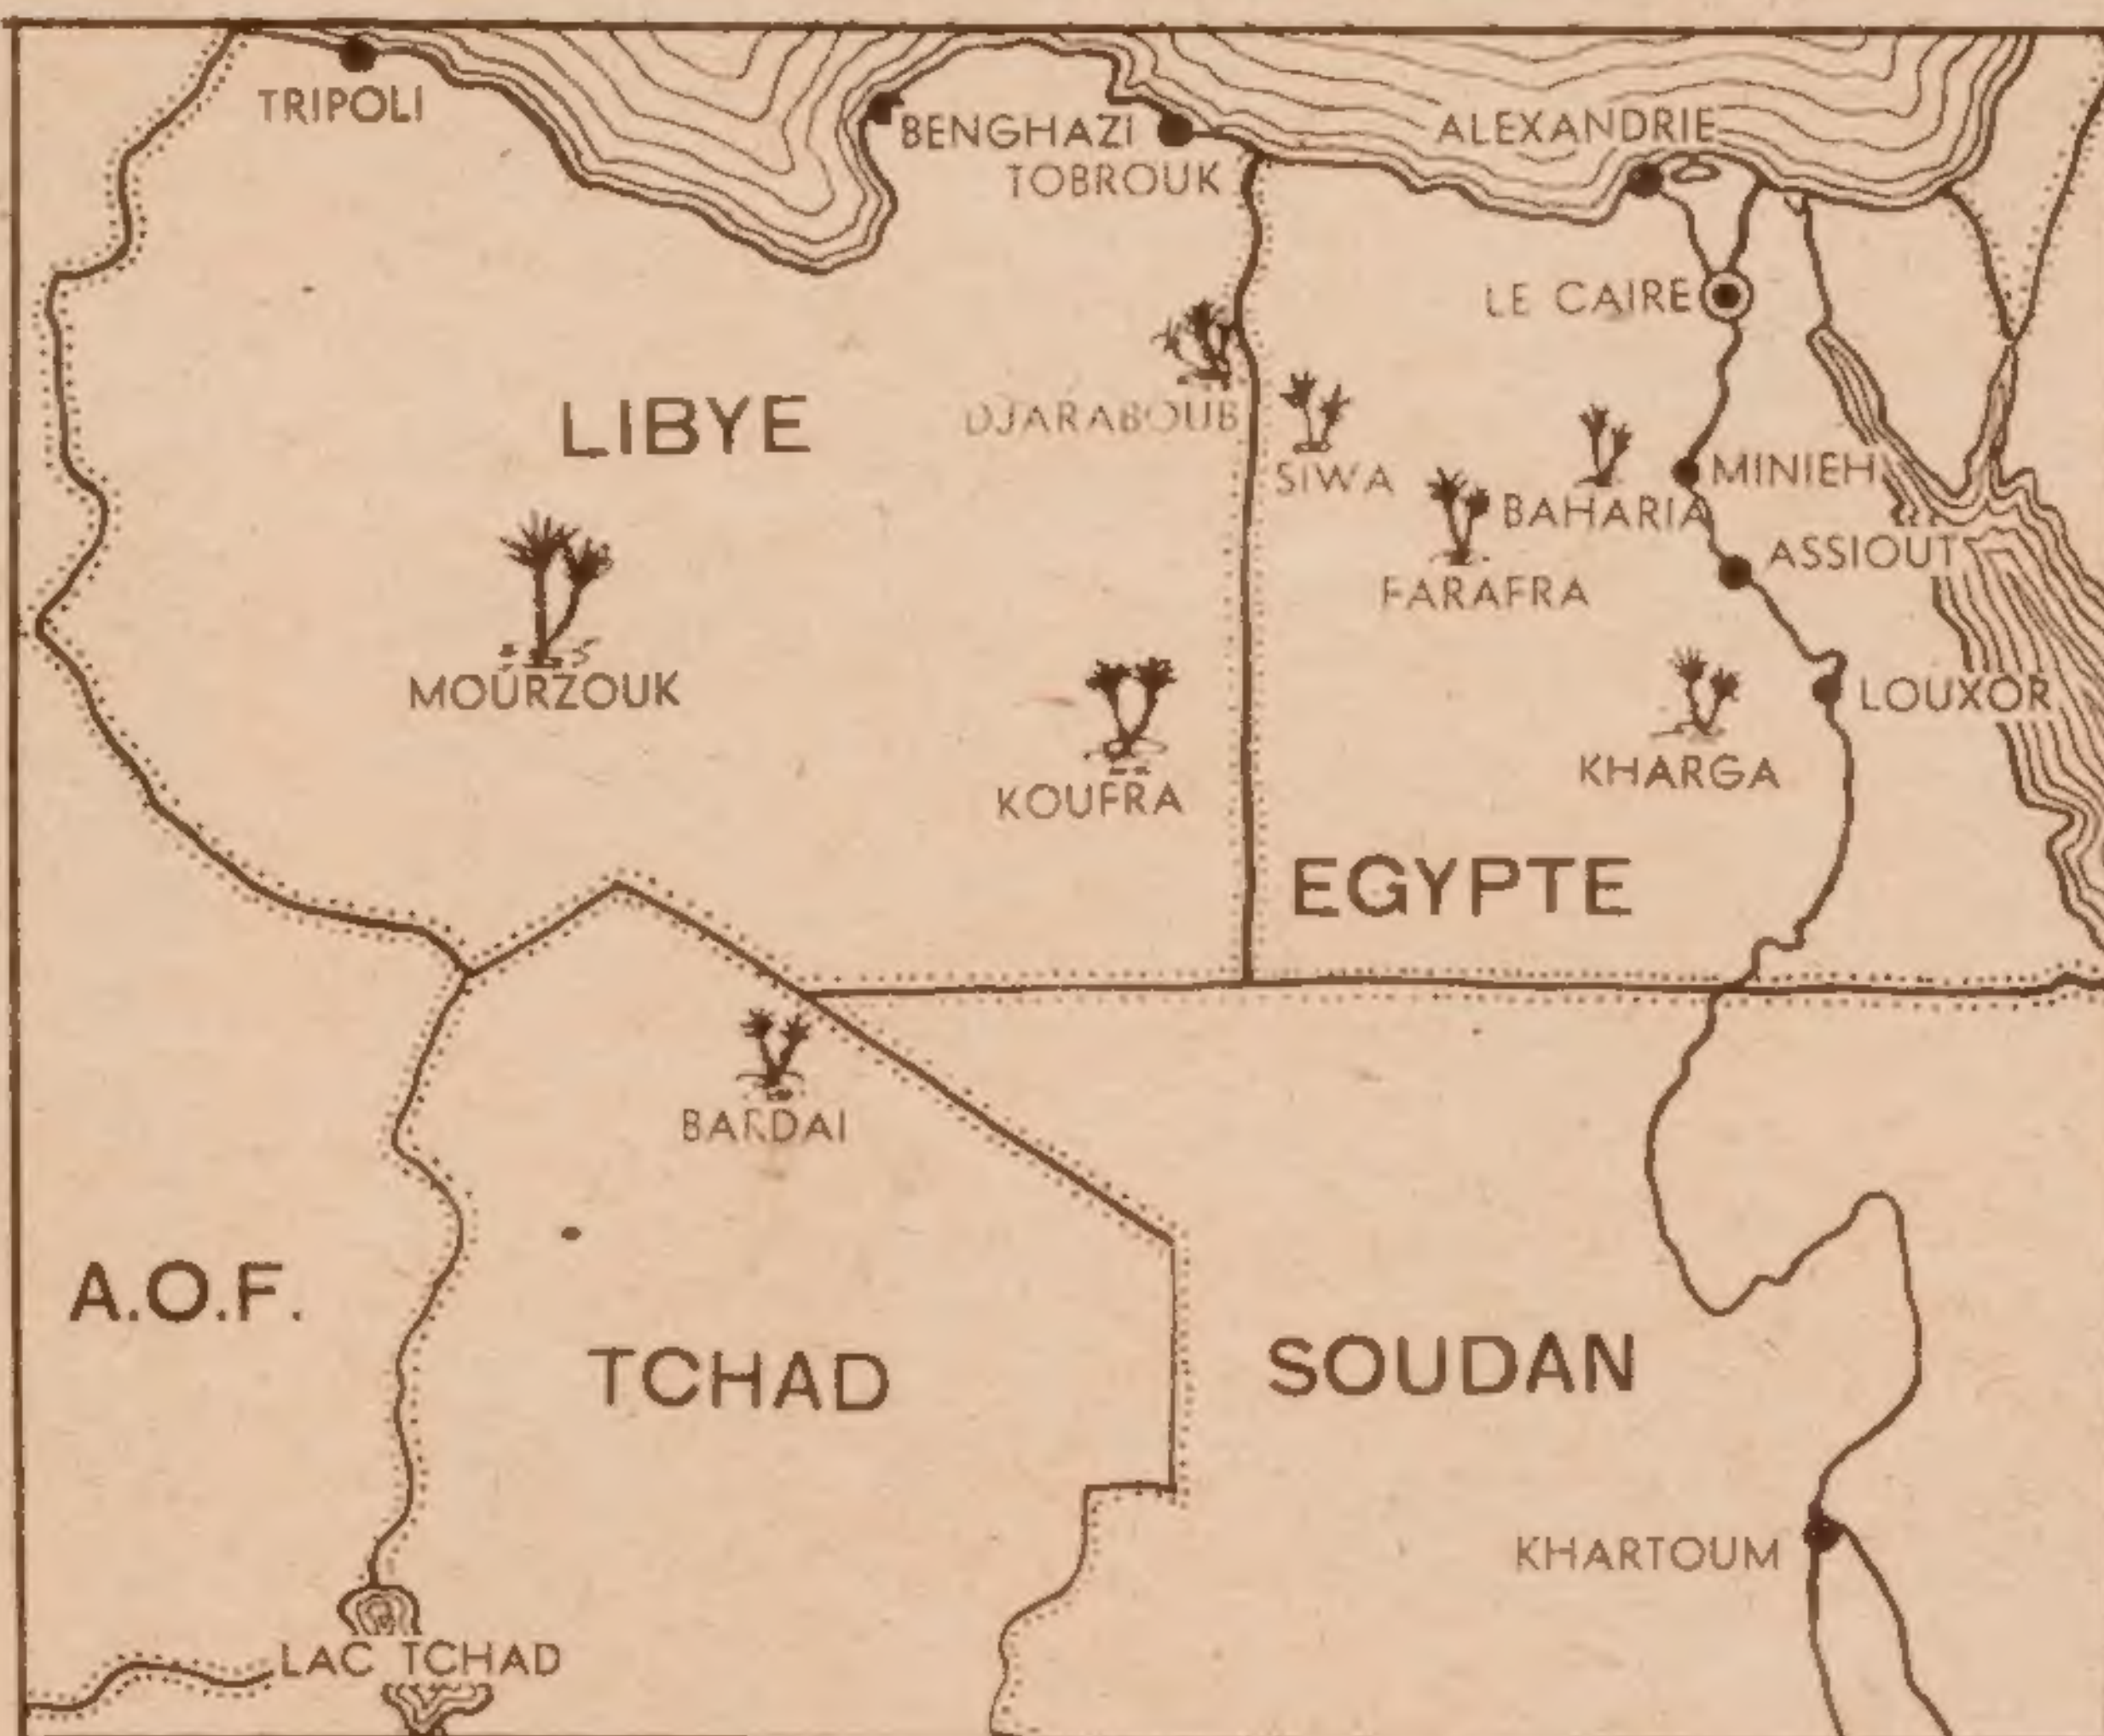 TRIPOLI
BENGHAZI
TOBROUK
ALEXANDRIE
LE CAIRE
LIBYE
DJARABOUB
SIWA
MINIEH
BAHARIA
ASSIOUT
FARAFRA
MOURZOUK
LOUXOR
KHARGA
KOUFRA
EGYPTE
BARDAI
A.O.F.
TCHAD
SOUDAN
KHARTOUM
LAC TCHAD